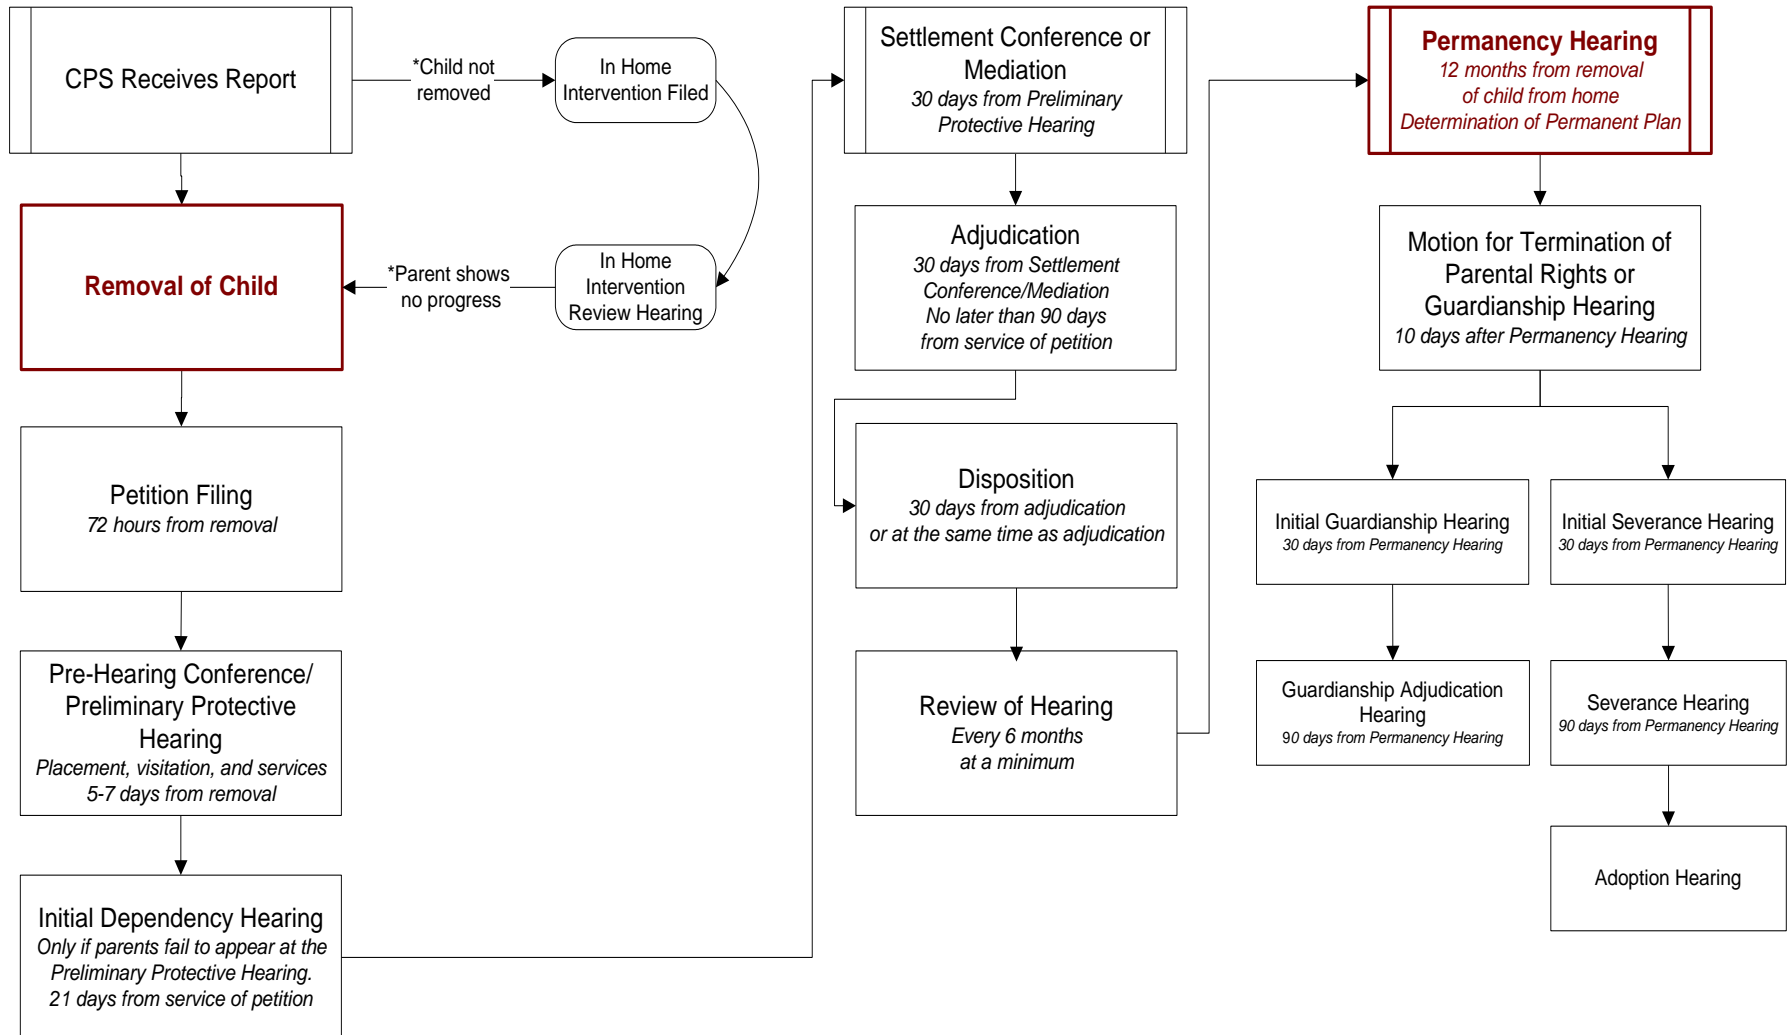 CPS Receives Report
*Child not
removed
In Home
Intervention Filed
In Home
Intervention
Review Hearing
*Parent shows
no progress
Removal of Child
Petition Filing
72 hours from removal
Pre-Hearing Conference/
Preliminary Protective
Hearing
Placement, visitation, and services
5-7 days from removal
Initial Dependency Hearing
Only if parents fail to appear at the
Preliminary Protective Hearing.
21 days from service of petition
Settlement Conference or
Mediation
30 days from Preliminary
Protective Hearing
Adjudication
30 days from Settlement
Conference/Mediation
No later than 90 days
from service of petition
Disposition
30 days from adjudication
or at the same time as adjudication
Review of Hearing
Every 6 months
at a minimum
Permanency Hearing
12 months from removal
of child from home
Determination of Permanent Plan
Motion for Termination of
Parental Rights or
Guardianship Hearing
10 days after Permanency Hearing
Initial Guardianship Hearing
30 days from Permanency Hearing
Guardianship Adjudication
Hearing
90 days from Permanency Hearing
Initial Severance Hearing
30 days from Permanency Hearing
Severance Hearing
90 days from Permanency Hearing
Adoption Hearing